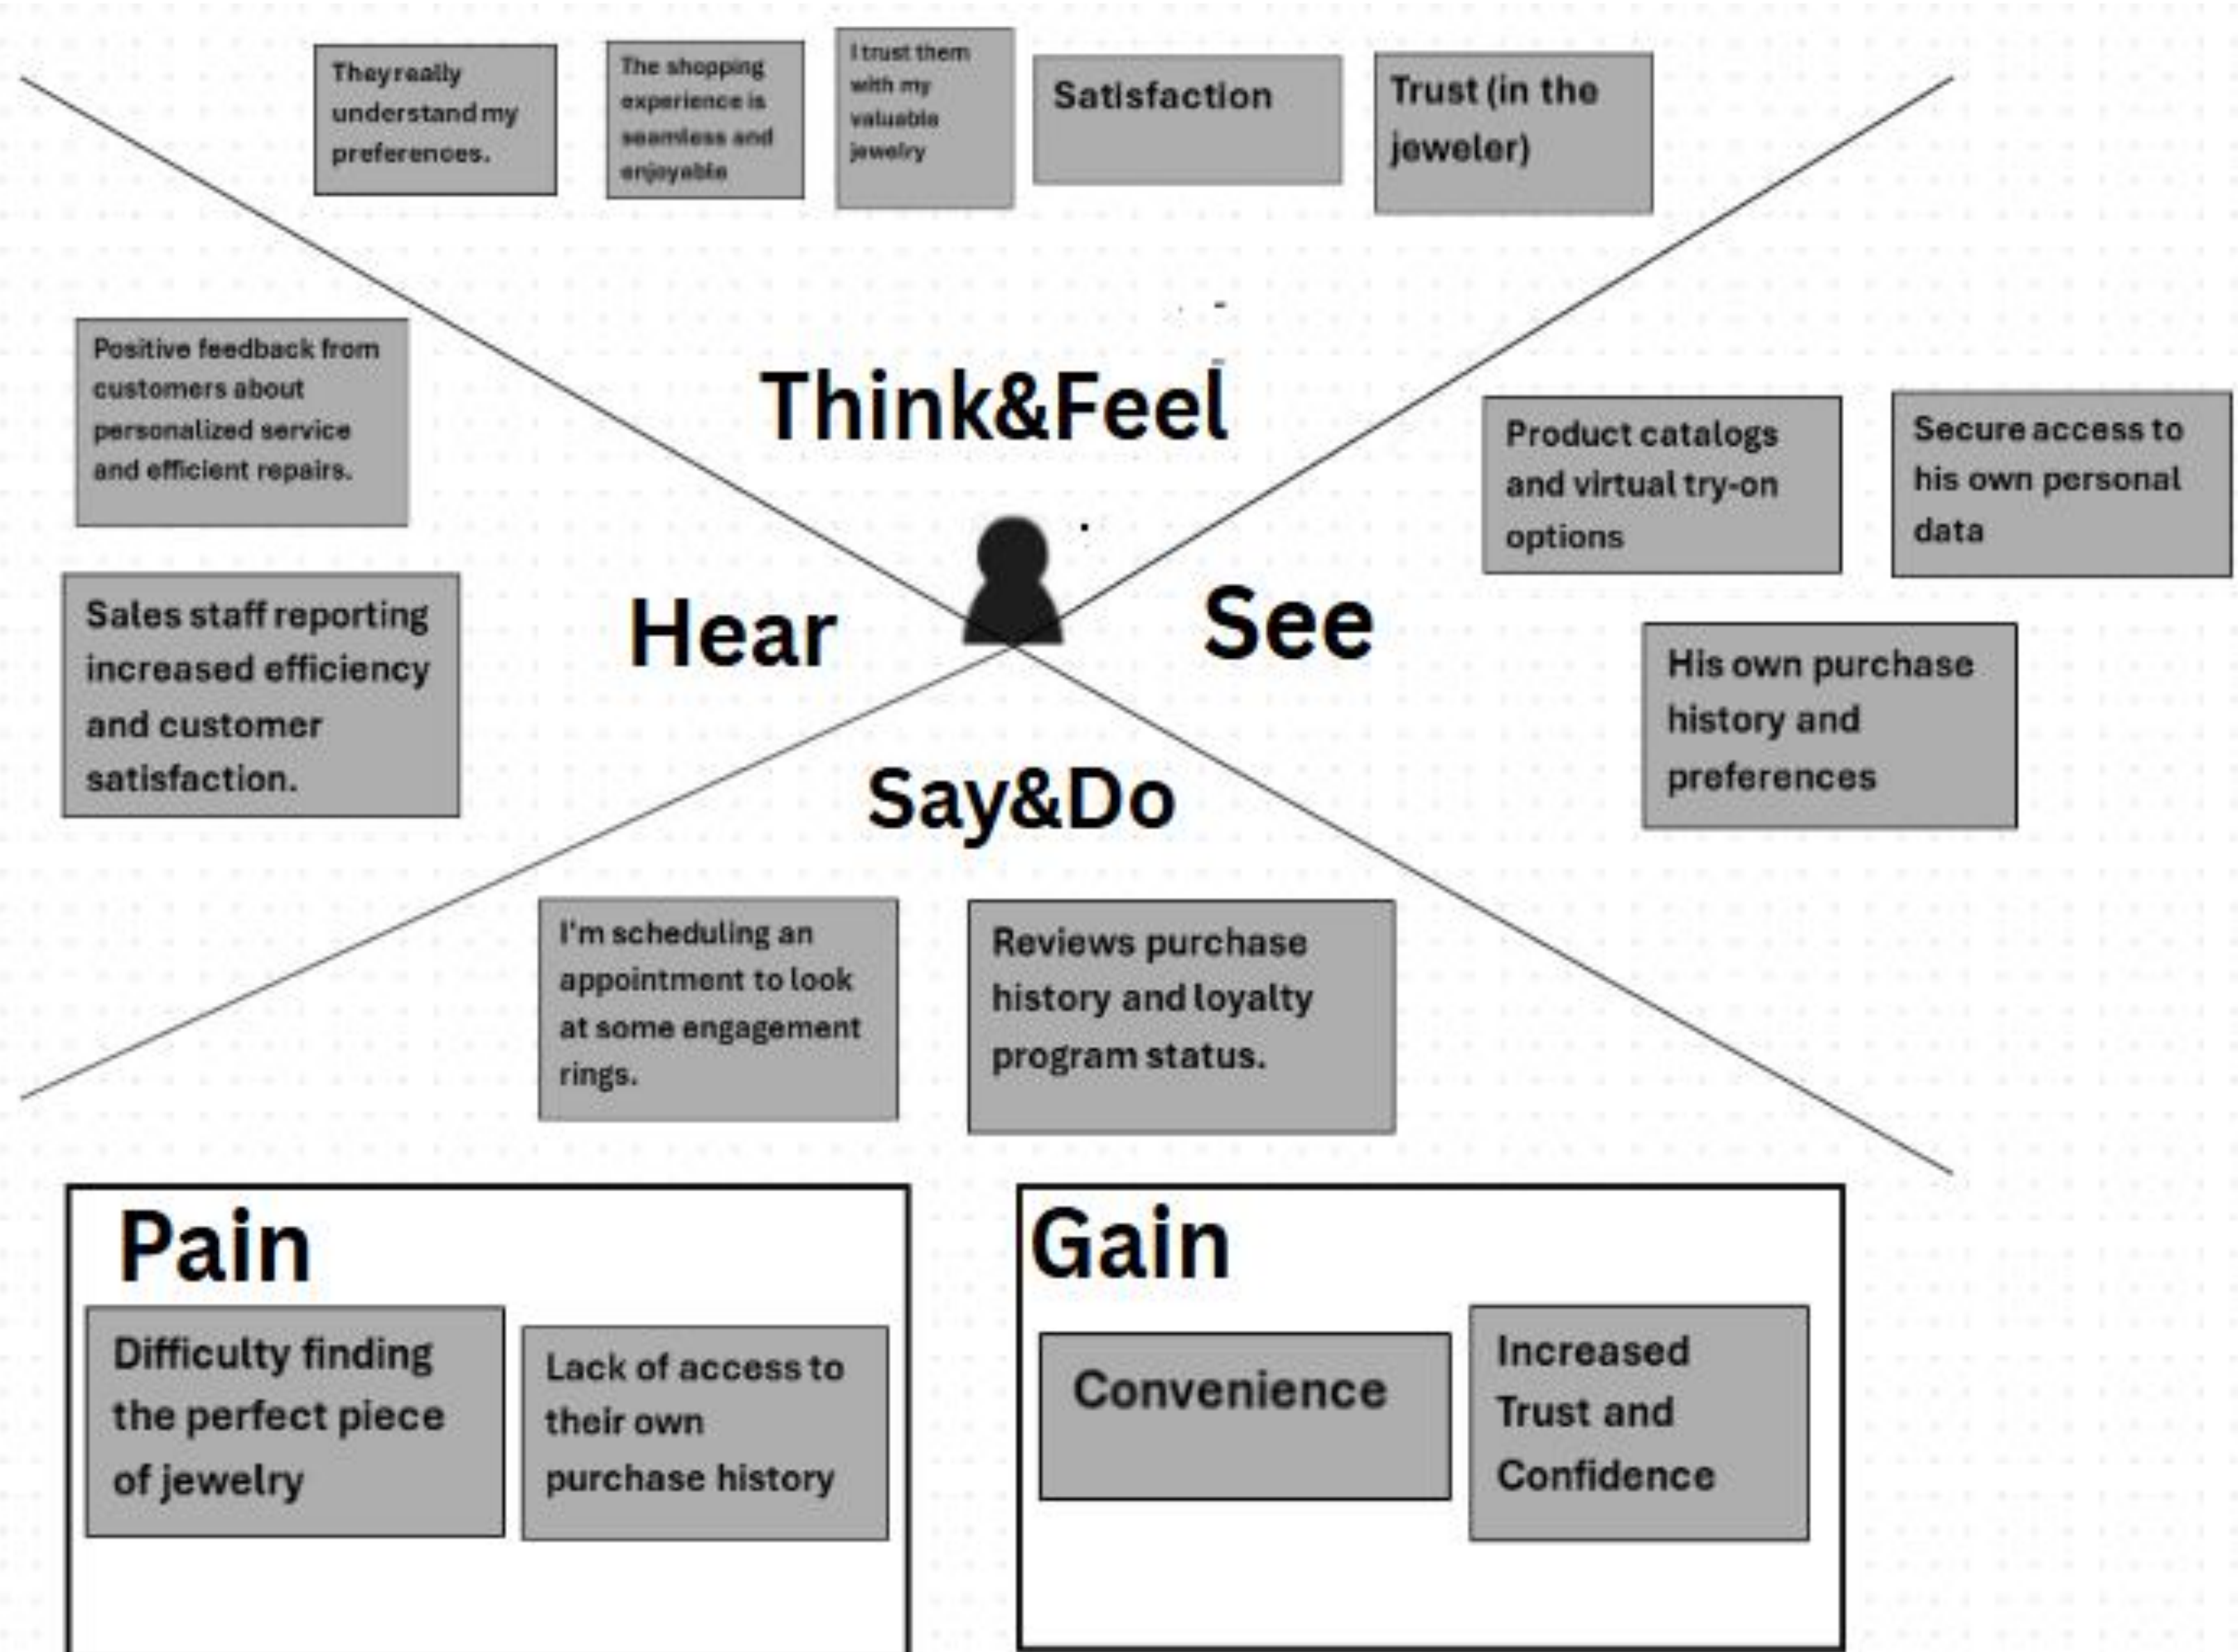 They really
understand my
preferences.
The shopping
experience is
seamless and
enjoyable
I trust them
with my
valuable
jewelry
Satisfaction
Trust (in the
jeweler)
Think&Feel
Positive feedback from
customers about
personalized service
and efficient repairs.
Sales staff reporting
increased efficiency
and customer
satisfaction.
Hear
See
Product catalogs
and virtual try-on
options
Secure access to
his own personal
data
His own purchase
history and
preferences
Say&Do
I'm scheduling an
appointment to look
at some engagement
rings.
Reviews purchase
history and loyalty
program status.
Pain
Difficulty finding
the perfect piece
of jewelry
Lack of access to
their own
purchase history
Gain
Convenience
Increased
Trust and
Confidence